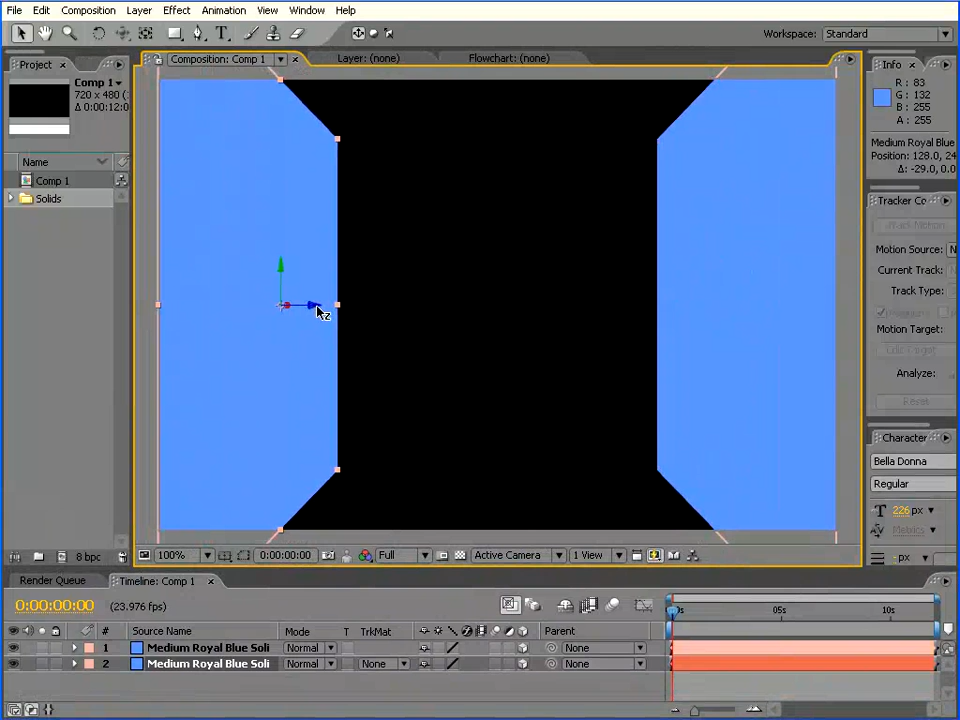 File Edit Composition Layer Effect Animation View Window Help
Workspace: Standard
Project
Composition: Comp 1
Layer: (none)
Flowchart: (none)
Info
Comp 1
720 x 480 (
Δ 0:00:12:0
R : 83
G : 132
B : 255
A : 255
Medium Royal Blue
Position: 128.0, 24
Δ: -29.0, 0.0
Name
Comp 1
Solids
Tracker Co
Track Motion
Motion Source: N
Current Track:
Track Type:
Motion Target:
Edit Target
Analyze:
Reset
z
Character
Bella Donna
Regular
226 px
Metrics
- px
8 bpc
100%
0:00:00:00
Full
Active Camera
1 View
Render Queue
Timeline: Comp 1
0:00:00:00
(23.976 fps)
05s
10s
# Source Name Mode T TrkMat Parent
1 Medium Royal Blue Soli Normal None
2 Medium Royal Blue Soli Normal None None